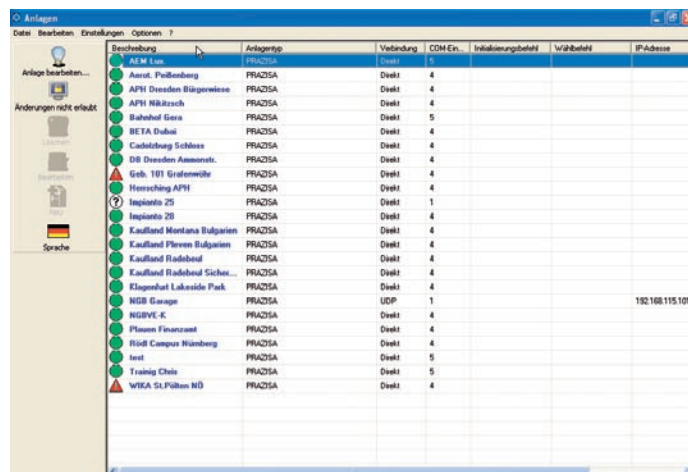 Anlagen
Datei Bearbeiten Einstellungen Optionen ?
Anlage bearbeiten...
Änderungen nicht erlaubt
Löschen
Bearbeiten
Neu
Sprache
Beschreibung Anlagentyp Verbindung COM-Ein... Initialisierungsbefehl Wählbefehl IP-Adresse
AEM Lux. PRAZISA Direkt 5
Aerot. Peißenberg PRAZISA Direkt 4
APH Dresden Bürgerwiese PRAZISA Direkt 4
APH Nikitzsch PRAZISA Direkt 4
Bahnhof Gera PRAZISA Direkt 5
BETA Dubai PRAZISA Direkt 4
Cadolzburg Schloss PRAZISA Direkt 4
DB Dresden Ammonstr. PRAZISA Direkt 4
Geb. 101 Grafenwöhr PRAZISA Direkt 4
Herrsching APH PRAZISA Direkt 4
Impianto 25 PRAZISA Direkt 1
Impianto 28 PRAZISA Direkt 4
Kaufland Montana Bulgarien PRAZISA Direkt 4
Kaufland Pleven Bulgarien PRAZISA Direkt 4
Kaufland Radebeul PRAZISA Direkt 4
Kaufland Radebeul Sicher... PRAZISA Direkt 4
Klagenfurt Lakeside Park PRAZISA Direkt 4
NGB Garage PRAZISA UDP 1 192.168.115.101
NGBVE-K PRAZISA Direkt 4
Plauen Finanzamt PRAZISA Direkt 4
Rödl Campus Nürnberg PRAZISA Direkt 4
test PRAZISA Direkt 5
Trainig Chris PRAZISA Direkt 5
WIKA St.Pölten NÖ PRAZISA Direkt 4